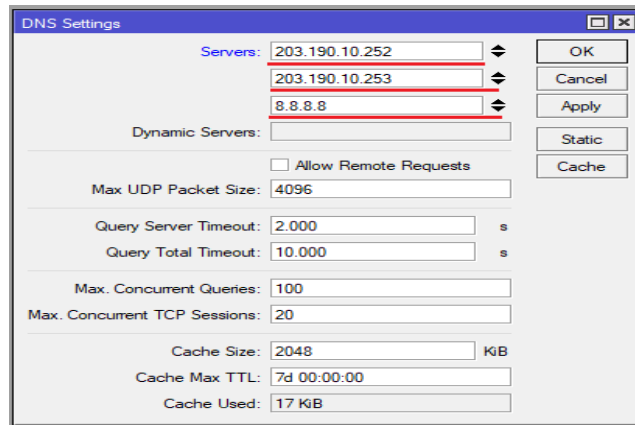 DNS Settings
Servers: 203.190.10.252 OK
203.190.10.253 Cancel
8.8.8.8 Apply
Dynamic Servers: Static
Allow Remote Requests Cache
Max UDP Packet Size: 4096
Query Server Timeout: 2.000 s
Query Total Timeout: 10.000 s
Max. Concurrent Queries: 100
Max. Concurrent TCP Sessions: 20
Cache Size: 2048 KiB
Cache Max TTL: 7d 00:00:00
Cache Used: 17 KiB